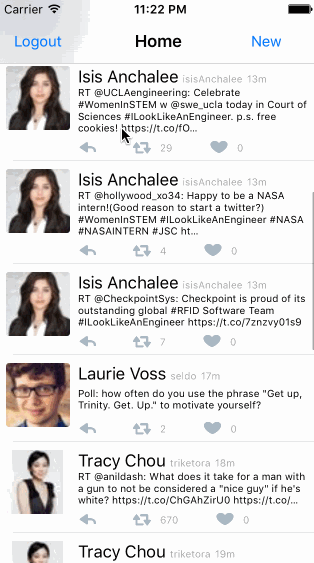 Carrier 11:22 PM
Logout Home New
Isis Anchalee isisAnchalee 13m
RT @UCLAengineering: Celebrate
#WomenInSTEM w @swe_ucla today in Court of
Sciences #ILookLikeAnEngineer. p.s. free
cookies! https://t.co/fO...
29 0
Isis Anchalee isisAnchalee 13m
RT @hollywood_xo34: Happy to be a NASA
intern!(Good reason to start a twitter?)
#WomenInSTEM #ILookLikeAnEngineer #NASA
#NASAINTERN #JSC ht...
4 0
Isis Anchalee isisAnchalee 13m
RT @CheckpointSys: Checkpoint is proud of its
outstanding global #RFID Software Team
#ILookLikeAnEngineer https://t.co/7znzvy01s9
7 0
Laurie Voss seldo 17m
Poll: how often do you use the phrase "Get up,
Trinity. Get. Up." to motivate yourself?
2 0
Tracy Chou triketora 18m
RT @anildash: What does it take for a man with
a gun to not be considered a "nice guy" if he's
white? https://t.co/ChGAhZirU0 https://t.co/...
670 0
Tracy Chou triketora 19m